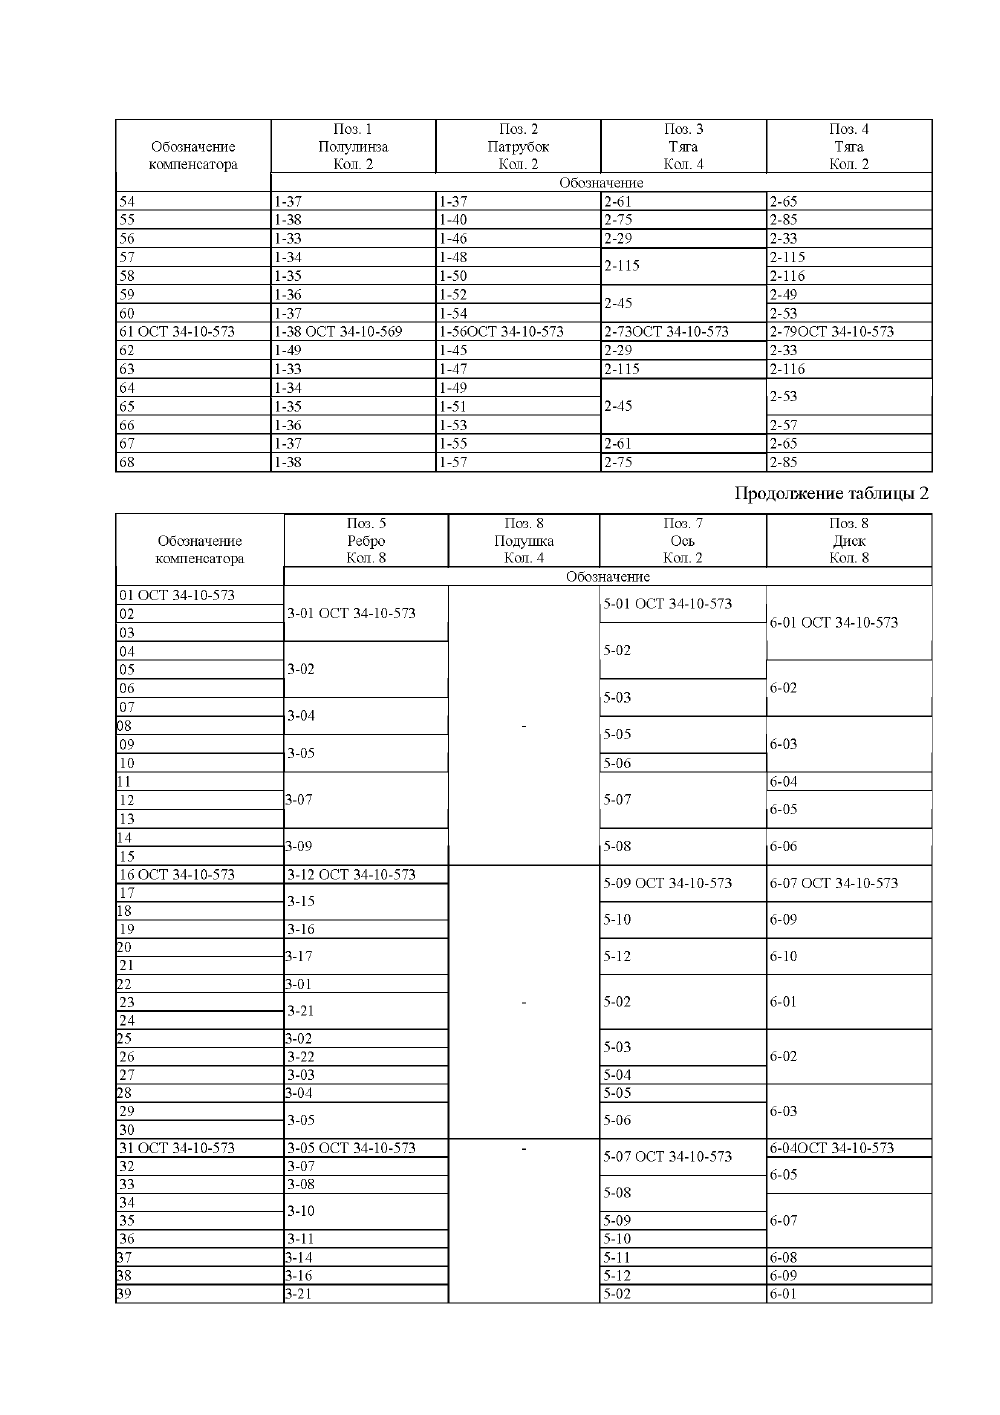 Обозначение компенсатора | Поз. 1 Полулинза Кол. 2 | Поз. 2 Патрубок Кол. 2 | Поз. 3 Тяга Кол. 4 | Поз. 4 Тяга Кол. 2
Обозначение
54 | 1-37 | 1-37 | 2-61 | 2-65
55 | 1-38 | 1-40 | 2-75 | 2-85
56 | 1-33 | 1-46 | 2-29 | 2-33
57 | 1-34 | 1-48 | 2-115 | 2-115
58 | 1-35 | 1-50 | | 2-116
59 | 1-36 | 1-52 | 2-45 | 2-49
60 | 1-37 | 1-54 | | 2-53
61 ОСТ 34-10-573 | 1-38 ОСТ 34-10-569 | 1-56ОСТ 34-10-573 | 2-73ОСТ 34-10-573 | 2-79ОСТ 34-10-573
62 | 1-49 | 1-45 | 2-29 | 2-33
63 | 1-33 | 1-47 | 2-115 | 2-116
64 | 1-34 | 1-49 | 2-45 | 2-53
65 | 1-35 | 1-51
66 | 1-36 | 1-53 | | 2-57
67 | 1-37 | 1-55 | 2-61 | 2-65
68 | 1-38 | 1-57 | 2-75 | 2-85
Продолжение таблицы 2
Обозначение компенсатора | Поз. 5 Ребро Кол. 8 | Поз. 8 Подушка Кол. 4 | Поз. 7 Ось Кол. 2 | Поз. 8 Диск Кол. 8
Обозначение
01 ОСТ 34-10-573 | 3-01 ОСТ 34-10-573 | - | 5-01 ОСТ 34-10-573 | 6-01 ОСТ 34-10-573
02
03 | | | 5-02
04 | 3-02
05 | | | | 6-02
06 | | | 5-03
07 | 3-04
08 | | | 5-05 | 6-03
09 | 3-05
10 | | | 5-06
11 | 3-07 | | 5-07 | 6-04
12 | | | | 6-05
13
14 | 3-09 | | 5-08 | 6-06
15
16 ОСТ 34-10-573 | 3-12 ОСТ 34-10-573 | - | 5-09 ОСТ 34-10-573 | 6-07 ОСТ 34-10-573
17 | 3-15
18 | | | 5-10 | 6-09
19 | 3-16
20 | 3-17 | | 5-12 | 6-10
21
22 | 3-01 | | 5-02 | 6-01
23 | 3-21
24
25 | 3-02 | | 5-03 | 6-02
26 | 3-22
27 | 3-03 | | 5-04
28 | 3-04 | | 5-05 | 6-03
29 | 3-05 | | 5-06
30
31 ОСТ 34-10-573 | 3-05 ОСТ 34-10-573 | - | 5-07 ОСТ 34-10-573 | 6-04ОСТ 34-10-573
32 | 3-07 | | | 6-05
33 | 3-08 | | 5-08
34 | 3-10 | | | 6-07
35 | | | 5-09
36 | 3-11 | | 5-10
37 | 3-14 | | 5-11 | 6-08
38 | 3-16 | | 5-12 | 6-09
39 | 3-21 | | 5-02 | 6-01